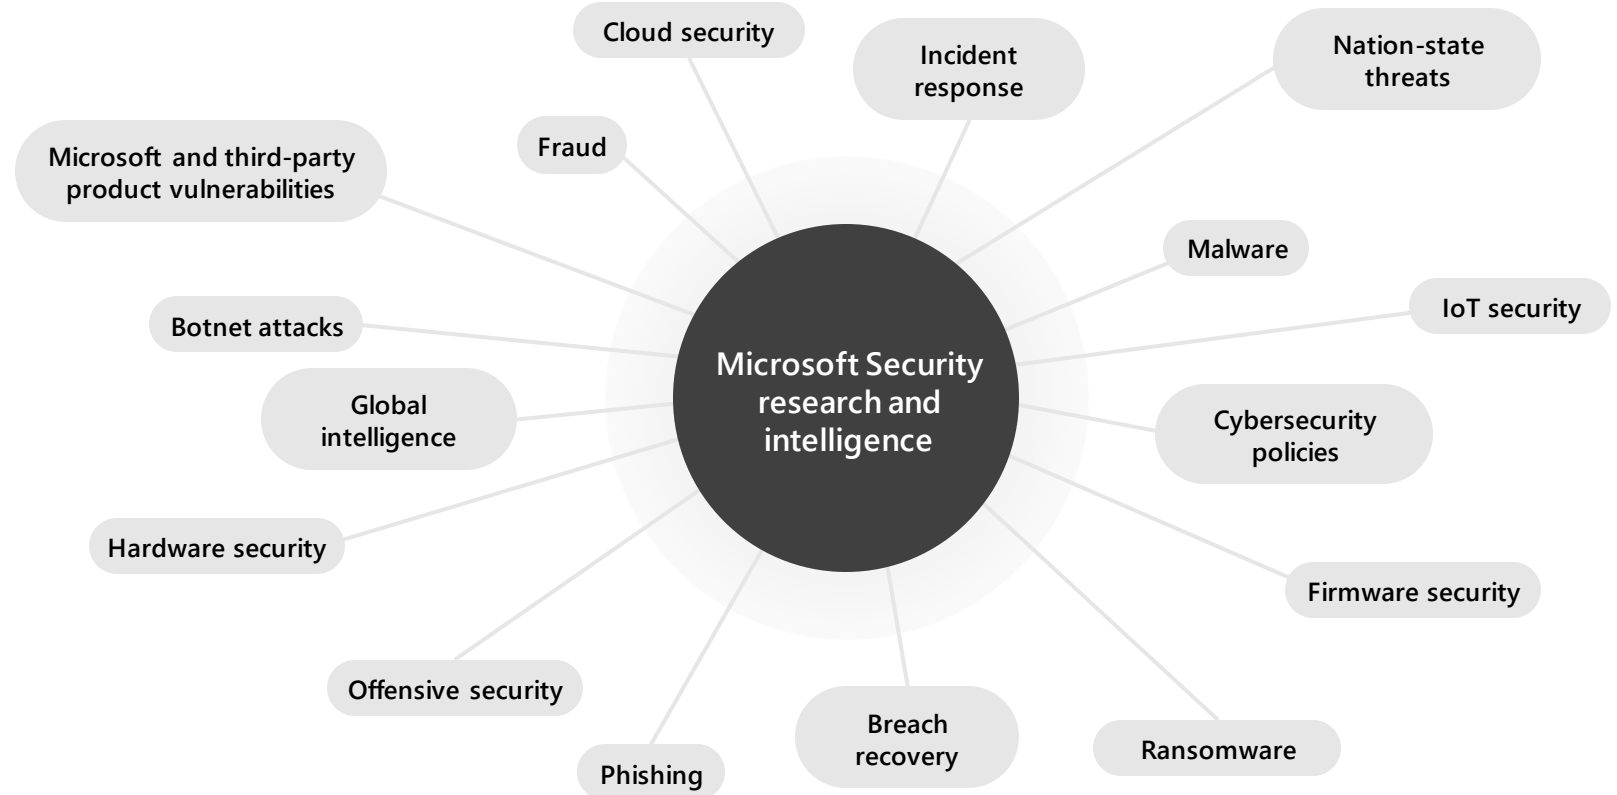 Cloud security
Incident
response
Nation-state
threats
Microsoft and third-party
product vulnerabilities
Fraud
Malware
IoT security
Botnet attacks
Microsoft Security
research and
intelligence
Global
intelligence
Cybersecurity
policies
Hardware security
Firmware security
Offensive security
Phishing
Breach
recovery
Ransomware